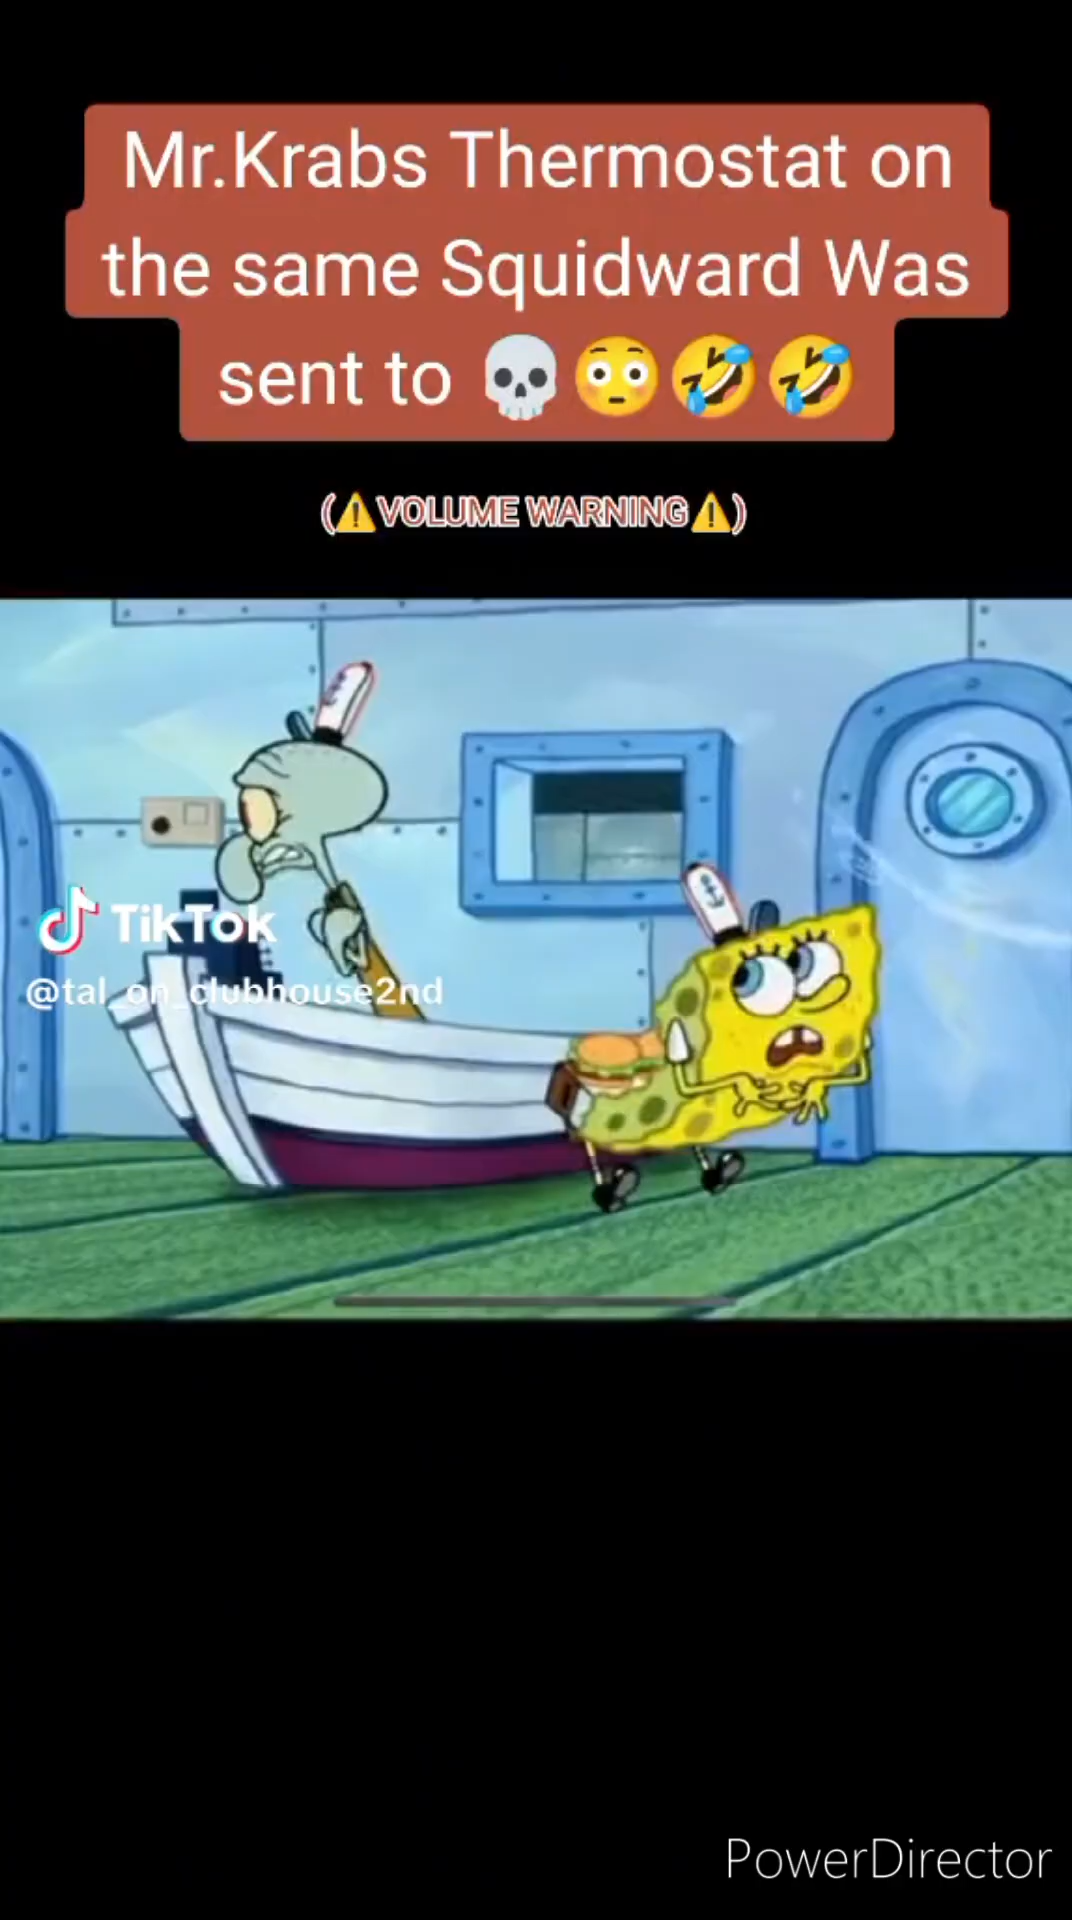 Mr.Krabs Thermostat on
the same Squidward Was
sent to 💀😳🤣🤣
(⚠️VOLUME WARNING⚠️)
TikTok
@tal_on_clubhouse2nd
PowerDirector